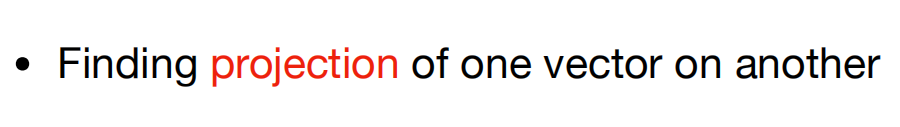 • Finding projection of one vector on another